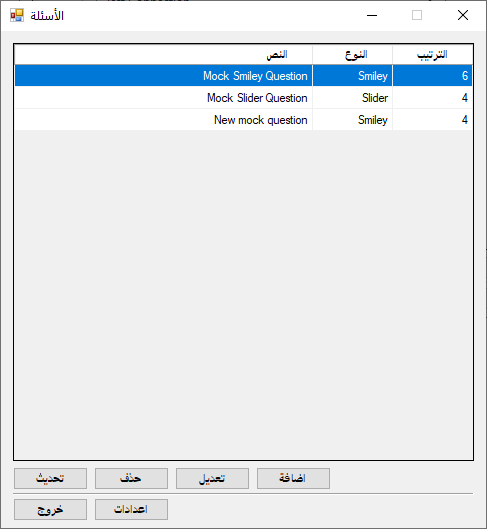 الأسئلة
الترتيب النوع النص
6 Smiley Mock Smiley Question
4 Slider Mock Slider Question
4 Smiley New mock question
اضافة تعديل حذف تحديث
اعدادات خروج